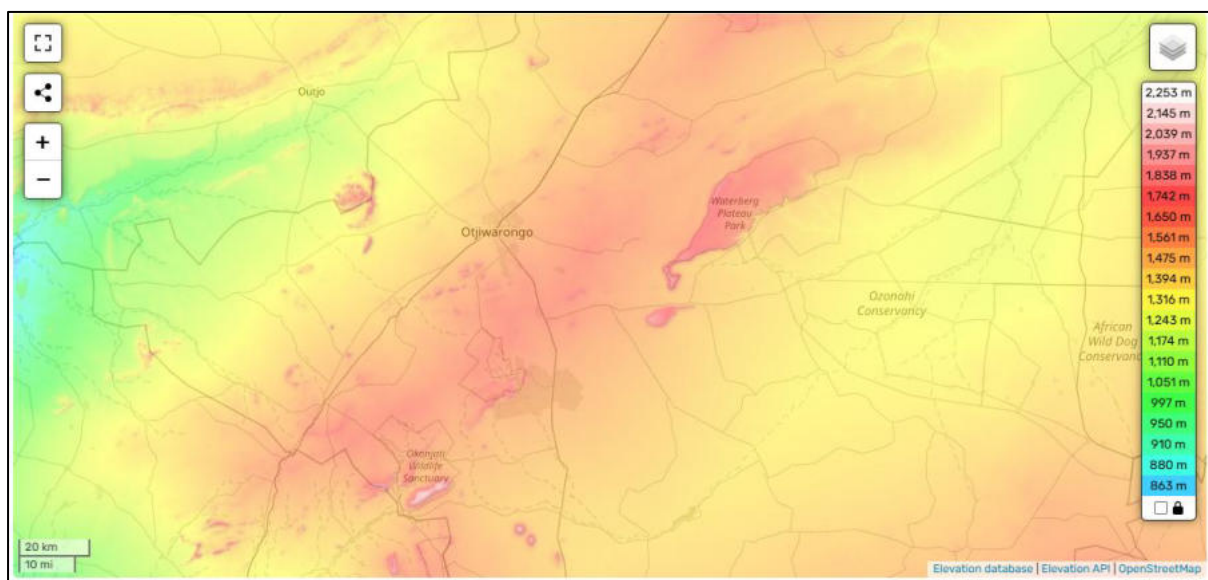 Outjo
+
−
Otjiwarongo
Waterberg
Plateau
Park
Ozonahi
Conservancy
African
Wild Dog
Conservanc
Okonjati
Wildlife
Sanctuary
2,253 m
2,145 m
2,039 m
1,937 m
1,838 m
1,742 m
1,650 m
1,561 m
1,475 m
1,394 m
1,316 m
1,243 m
1,174 m
1,110 m
1,051 m
997 m
950 m
910 m
880 m
863 m
20 km
10 mi
Elevation database | Elevation API | OpenStreetMap